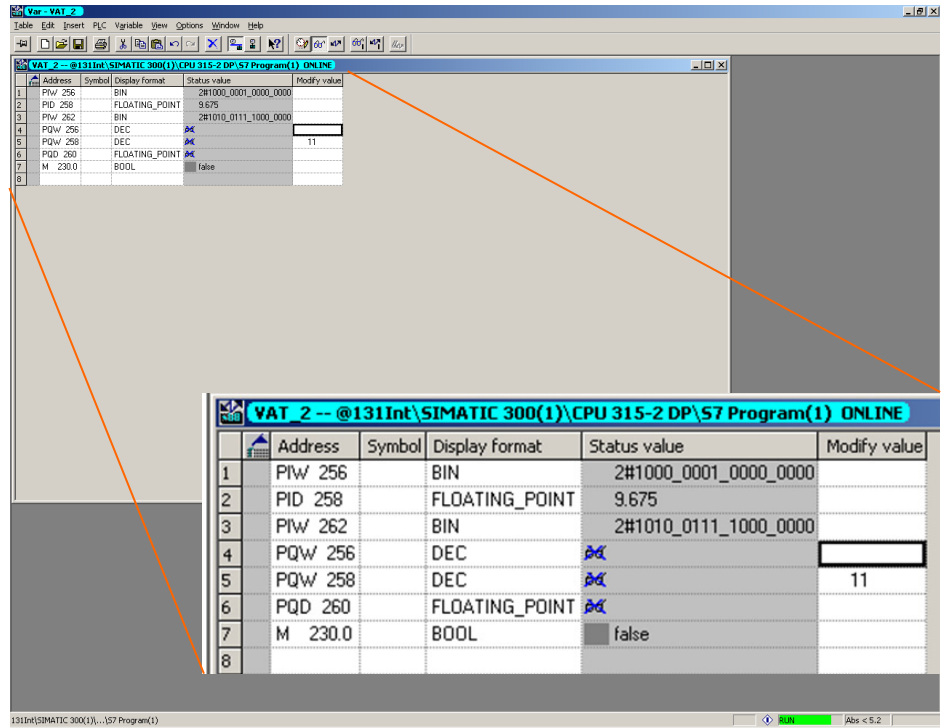 Var - VAT_2
Table Edit Insert PLC Variable View Options Window Help
VAT_2 -- @131Int\SIMATIC 300(1)\CPU 315-2 DP\S7 Program(1) ONLINE
Address Symbol Display format Status value Modify value
1 PIW 256 BIN 2#1000_0001_0000_0000
2 PID 258 FLOATING_POINT 9.675
3 PIW 262 BIN 2#1010_0111_1000_0000
4 PQW 256 DEC
5 PQW 258 DEC 11
6 PQD 260 FLOATING_POINT
7 M 230.0 BOOL false
8
VAT_2 -- @131Int\SIMATIC 300(1)\CPU 315-2 DP\S7 Program(1) ONLINE
Address Symbol Display format Status value Modify value
1 PIW 256 BIN 2#1000_0001_0000_0000
2 PID 258 FLOATING_POINT 9.675
3 PIW 262 BIN 2#1010_0111_1000_0000
4 PQW 256 DEC
5 PQW 258 DEC 11
6 PQD 260 FLOATING_POINT
7 M 230.0 BOOL false
8
131Int\SIMATIC 300(1)\...\S7 Program(1) RUN Abs < 5.2